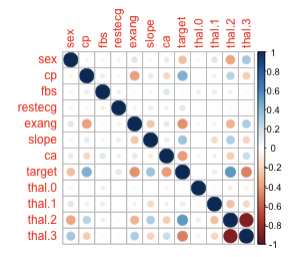 sex cp fbs restecg exang slope ca target thal.0 thal.1 thal.2 thal.3
sex
cp
fbs
restecg
exang
slope
ca
target
thal.0
thal.1
thal.2
thal.3
1
0.8
0.6
0.4
0.2
0
-0.2
-0.4
-0.6
-0.8
-1